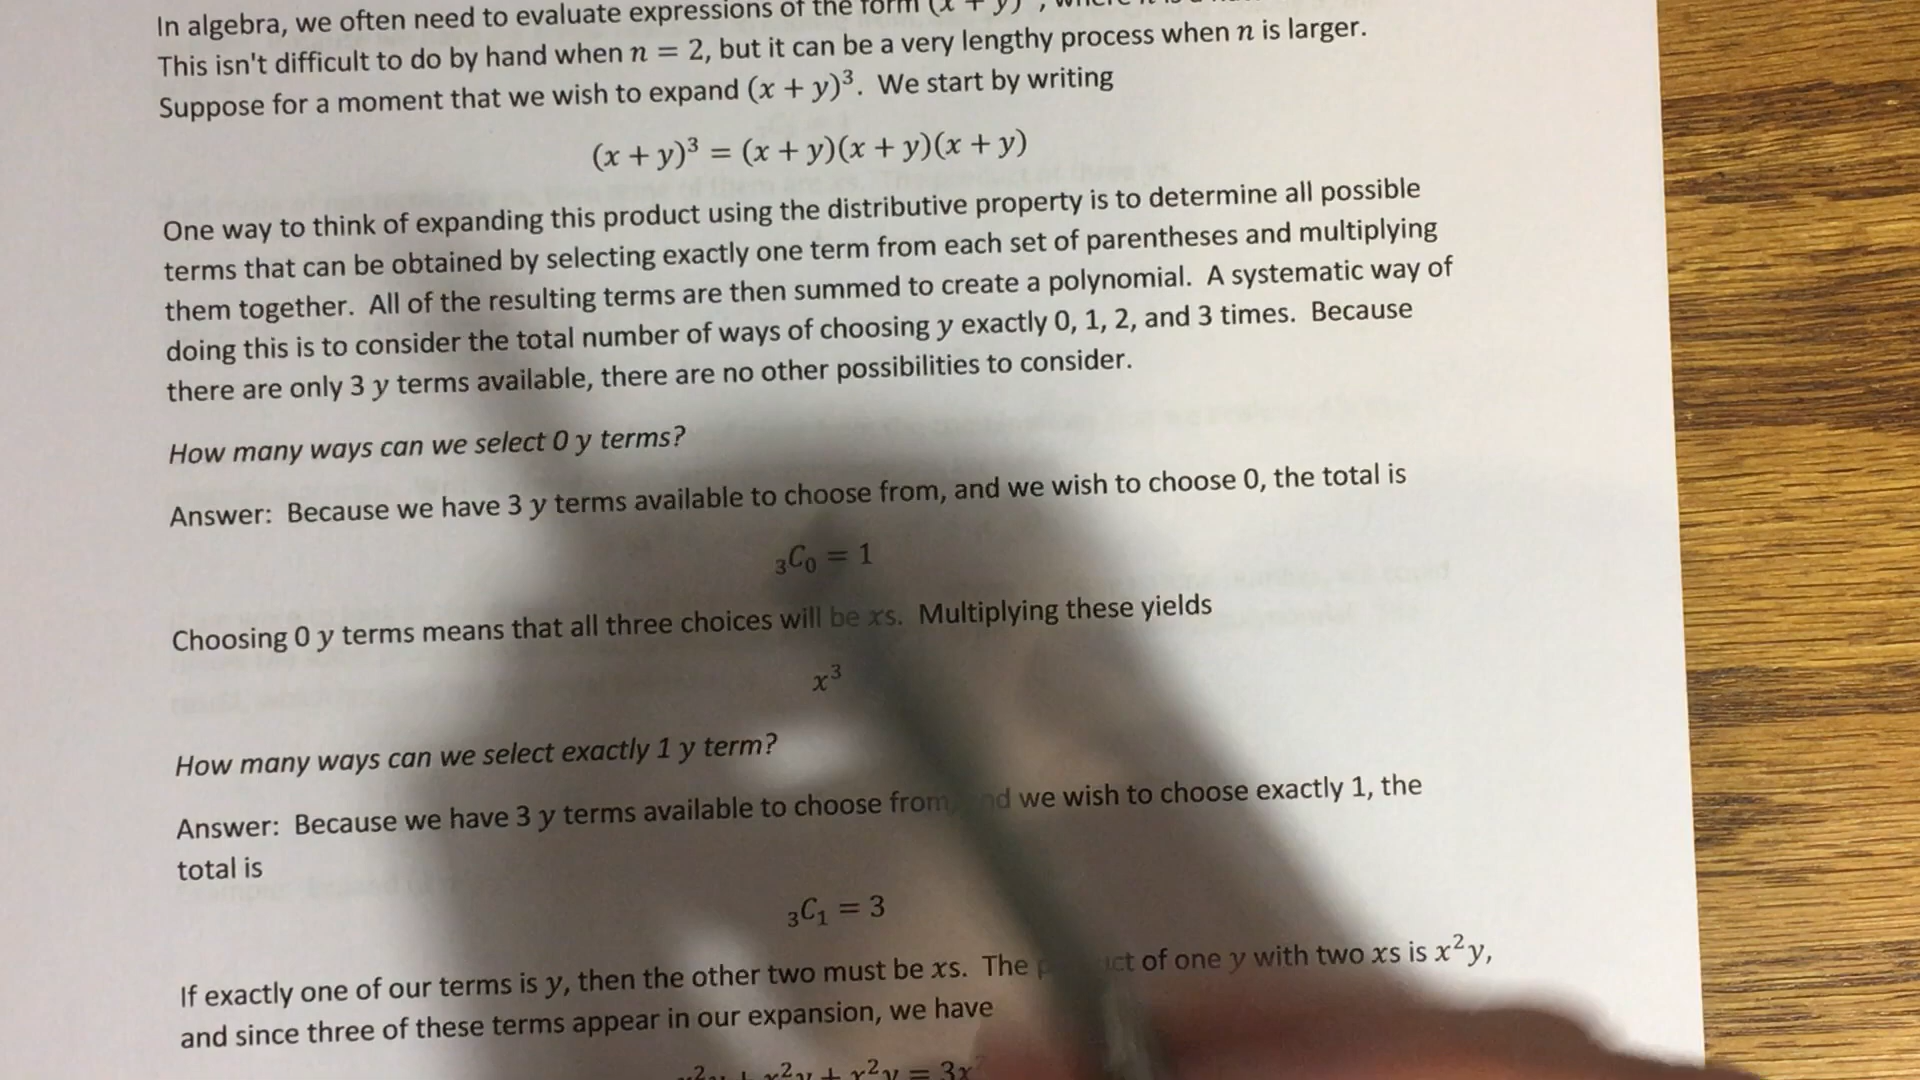 In algebra, we often need to evaluate expressions of the form (x + y)
This isn't difficult to do by hand when n = 2, but it can be a very lengthy process when n is larger.
Suppose for a moment that we wish to expand (x + y)³. We start by writing
(x + y)³ = (x + y)(x + y)(x + y)
One way to think of expanding this product using the distributive property is to determine all possible
terms that can be obtained by selecting exactly one term from each set of parentheses and multiplying
them together. All of the resulting terms are then summed to create a polynomial. A systematic way of
doing this is to consider the total number of ways of choosing y exactly 0, 1, 2, and 3 times. Because
there are only 3 y terms available, there are no other possibilities to consider.
How many ways can we select 0 y terms?
Answer: Because we have 3 y terms available to choose from, and we wish to choose 0, the total is
₃C₀ = 1
Choosing 0 y terms means that all three choices will be xs. Multiplying these yields
x³
How many ways can we select exactly 1 y term?
Answer: Because we have 3 y terms available to choose from, and we wish to choose exactly 1, the
total is
₃C₁ = 3
If exactly one of our terms is y, then the other two must be xs. The product of one y with two xs is x²y,
and since three of these terms appear in our expansion, we have
x²y + x²y + x²y = 3x